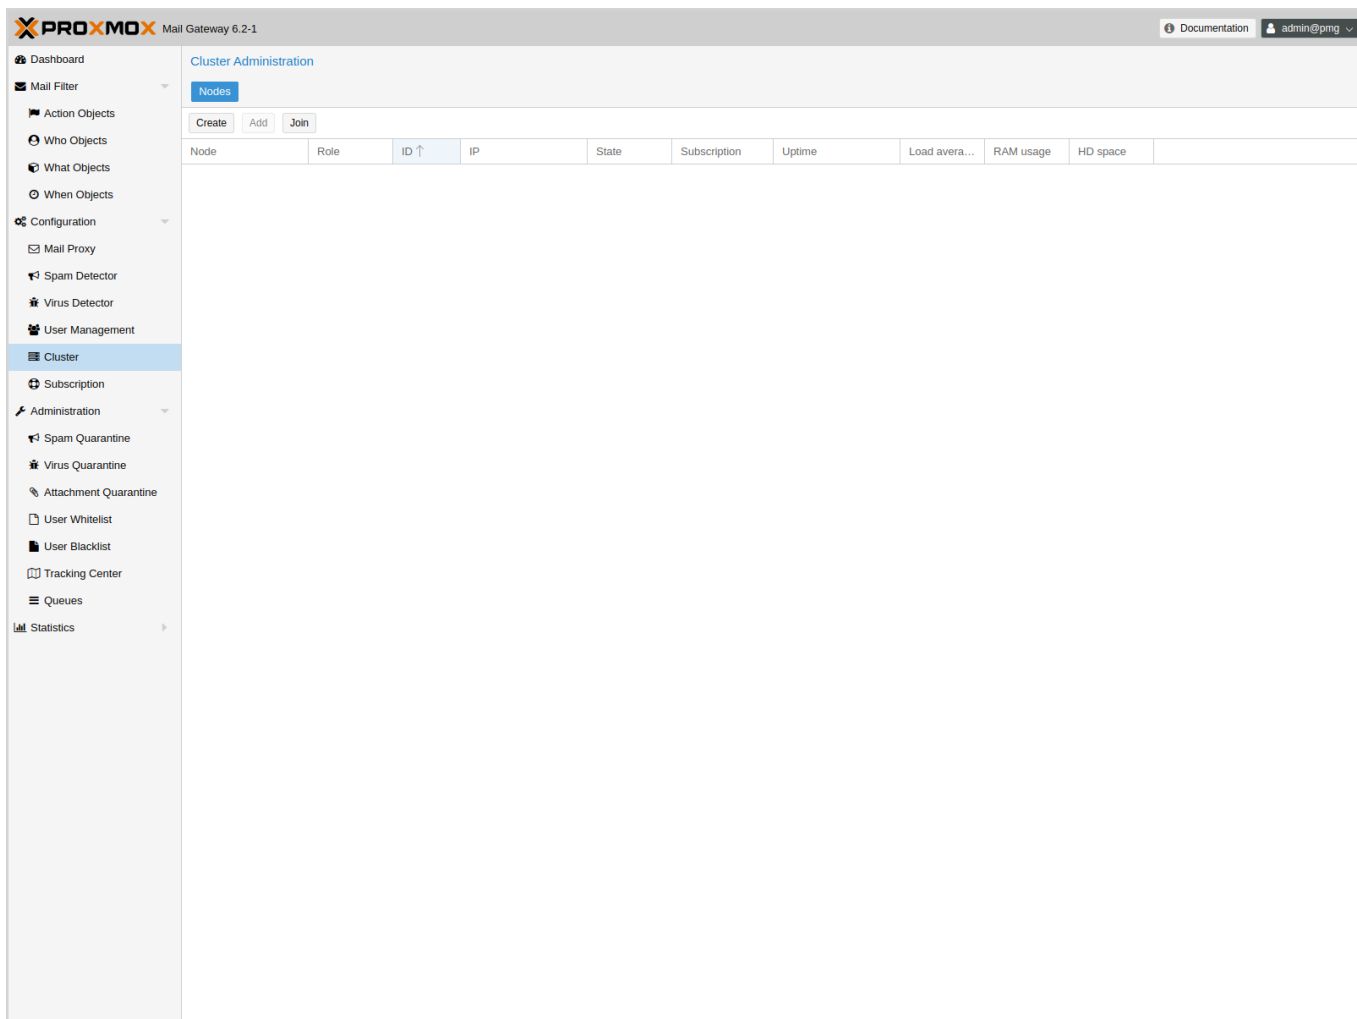 PROXMOX Mail Gateway 6.2-1
Documentation
admin@pmg
Dashboard
Mail Filter
Action Objects
Who Objects
What Objects
When Objects
Configuration
Mail Proxy
Spam Detector
Virus Detector
User Management
Cluster
Subscription
Administration
Spam Quarantine
Virus Quarantine
Attachment Quarantine
User Whitelist
User Blacklist
Tracking Center
Queues
Statistics
Cluster Administration
Nodes
Create Add Join
Node Role ID IP State Subscription Uptime Load avera... RAM usage HD space